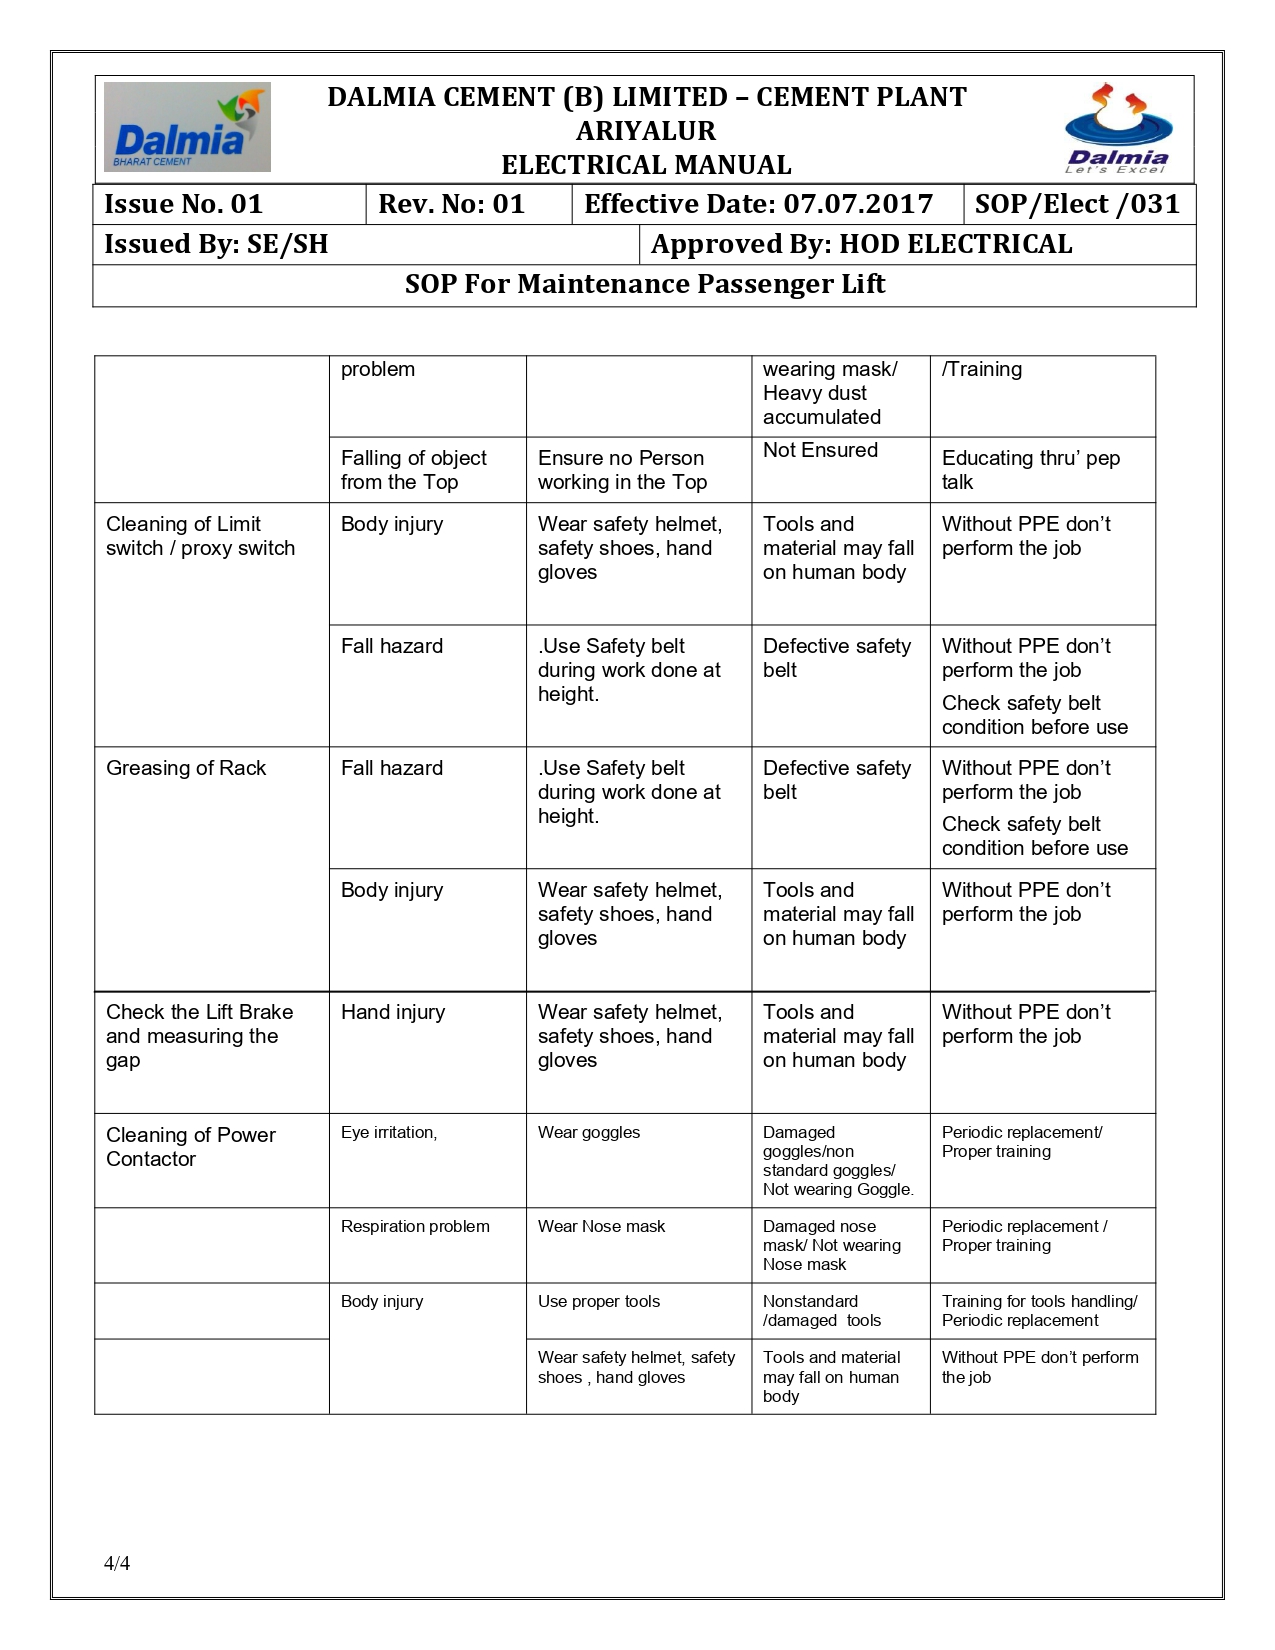 Dalmia
BHARAT CEMENT
DALMIA CEMENT (B) LIMITED – CEMENT PLANT
ARIYALUR
ELECTRICAL MANUAL
Dalmia
Let's Excel
Issue No. 01
Rev. No: 01
Effective Date: 07.07.2017
SOP/Elect /031
Issued By: SE/SH
Approved By: HOD ELECTRICAL
SOP For Maintenance Passenger Lift
problem
wearing mask/
Heavy dust
accumulated
/Training
Falling of object
from the Top
Ensure no Person
working in the Top
Not Ensured
Educating thru’ pep
talk
Cleaning of Limit
switch / proxy switch
Body injury
Wear safety helmet,
safety shoes, hand
gloves
Tools and
material may fall
on human body
Without PPE don’t
perform the job
Fall hazard
.Use Safety belt
during work done at
height.
Defective safety
belt
Without PPE don’t
perform the job
Check safety belt
condition before use
Greasing of Rack
Fall hazard
.Use Safety belt
during work done at
height.
Defective safety
belt
Without PPE don’t
perform the job
Check safety belt
condition before use
Body injury
Wear safety helmet,
safety shoes, hand
gloves
Tools and
material may fall
on human body
Without PPE don’t
perform the job
Check the Lift Brake
and measuring the
gap
Hand injury
Wear safety helmet,
safety shoes, hand
gloves
Tools and
material may fall
on human body
Without PPE don’t
perform the job
Cleaning of Power
Contactor
Eye irritation,
Wear goggles
Damaged
goggles/non
standard goggles/
Not wearing Goggle.
Periodic replacement/
Proper training
Respiration problem
Wear Nose mask
Damaged nose
mask/ Not wearing
Nose mask
Periodic replacement /
Proper training
Body injury
Use proper tools
Nonstandard
/damaged  tools
Training for tools handling/
Periodic replacement
Wear safety helmet, safety
shoes , hand gloves
Tools and material
may fall on human
body
Without PPE don’t perform
the job
4/4